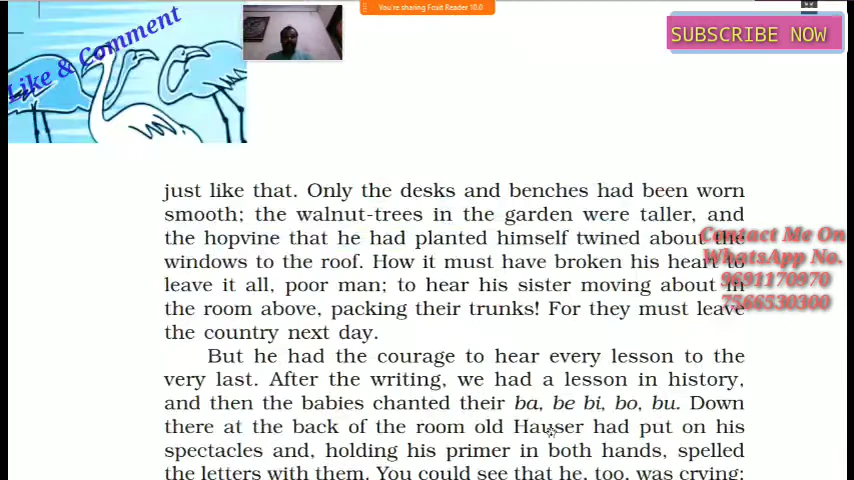 You're sharing Foxit Reader 10.0
SUBSCRIBE NOW
Like & Comment
just like that. Only the desks and benches had been worn
smooth; the walnut-trees in the garden were taller, and
the hopvine that he had planted himself twined about the
windows to the roof. How it must have broken his heart to
leave it all, poor man; to hear his sister moving about in
the room above, packing their trunks! For they must leave
the country next day.
Contact Me On
WhatsApp No.
9691170970
7566530300
But he had the courage to hear every lesson to the
very last. After the writing, we had a lesson in history,
and then the babies chanted their ba, be bi, bo, bu. Down
there at the back of the room old Hauser had put on his
spectacles and, holding his primer in both hands, spelled
the letters with them. You could see that he, too, was crying;